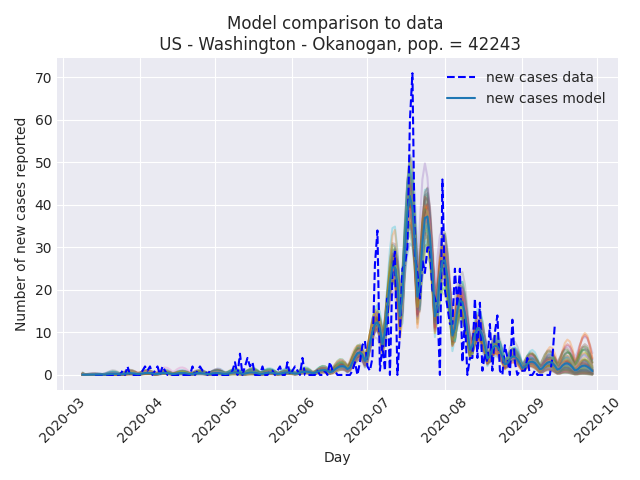 Model comparison to data
US - Washington - Okanogan, pop. = 42243
new cases data
new cases model
Number of new cases reported
70
60
50
40
30
20
10
0
2020-03
2020-04
2020-05
2020-06
2020-07
2020-08
2020-09
2020-10
Day